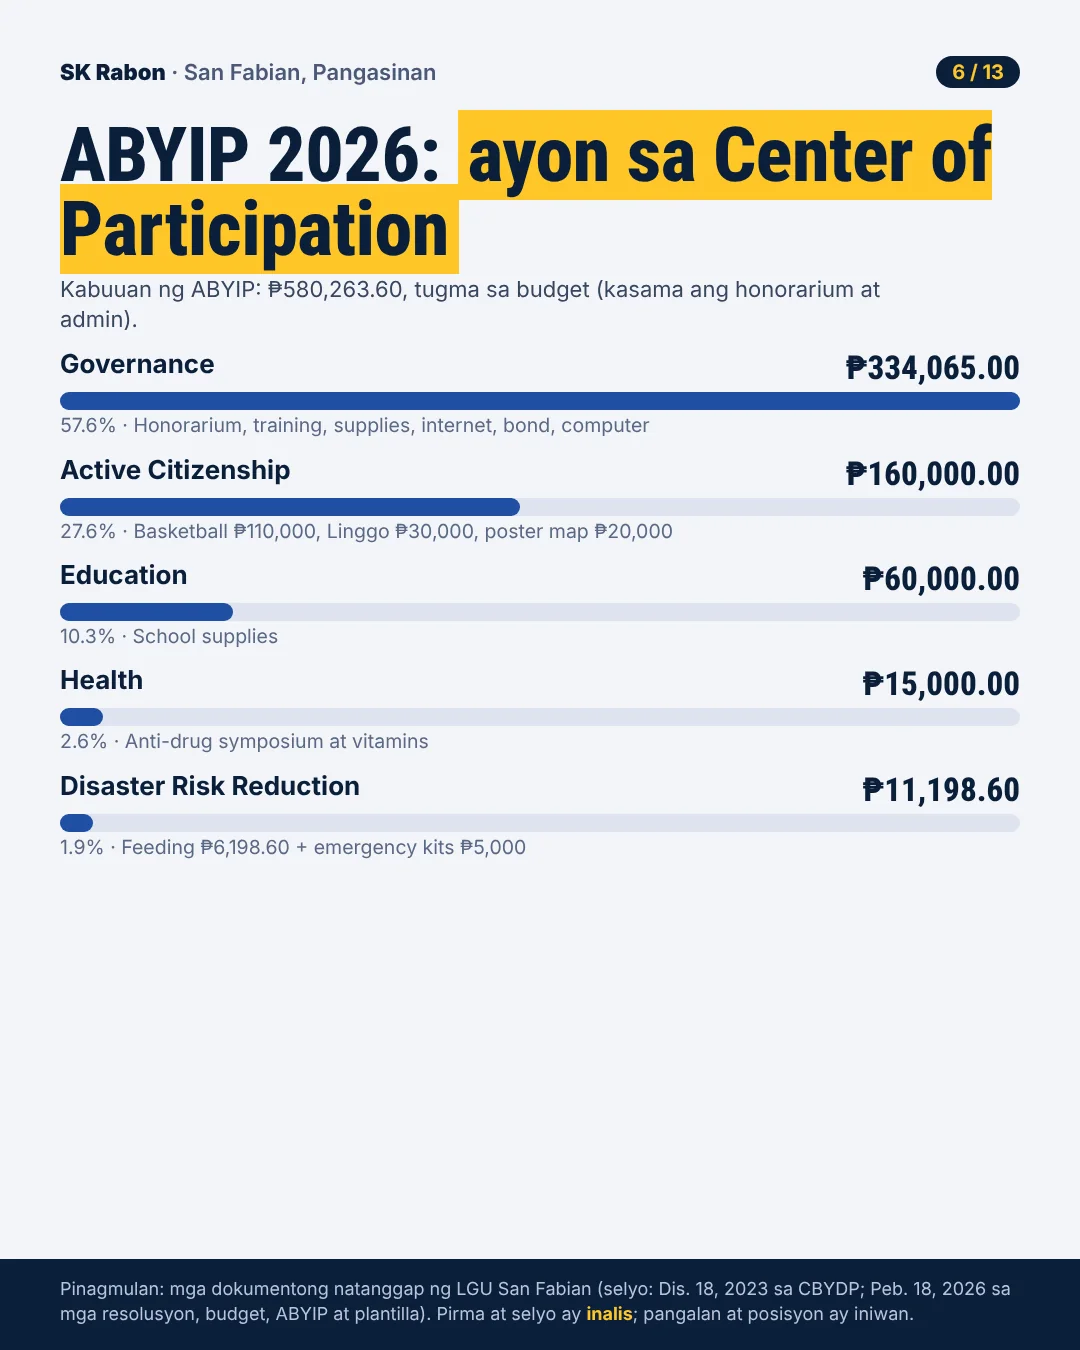 SK Rabon · San Fabian, Pangasinan
6 / 13
ABYIP 2026: ayon sa Center of
Participation
Kabuuan ng ABYIP: ₱580,263.60, tugma sa budget (kasama ang honorarium at
admin).
Governance ₱334,065.00
57.6% · Honorarium, training, supplies, internet, bond, computer
Active Citizenship ₱160,000.00
27.6% · Basketball ₱110,000, Linggo ₱30,000, poster map ₱20,000
Education ₱60,000.00
10.3% · School supplies
Health ₱15,000.00
2.6% · Anti-drug symposium at vitamins
Disaster Risk Reduction ₱11,198.60
1.9% · Feeding ₱6,198.60 + emergency kits ₱5,000
Pinagmulan: mga dokumentong natanggap ng LGU San Fabian (selyo: Dis. 18, 2023 sa CBYDP; Peb. 18, 2026 sa
mga resolusyon, budget, ABYIP at plantilla). Pirma at selyo ay inalis; pangalan at posisyon ay iniwan.